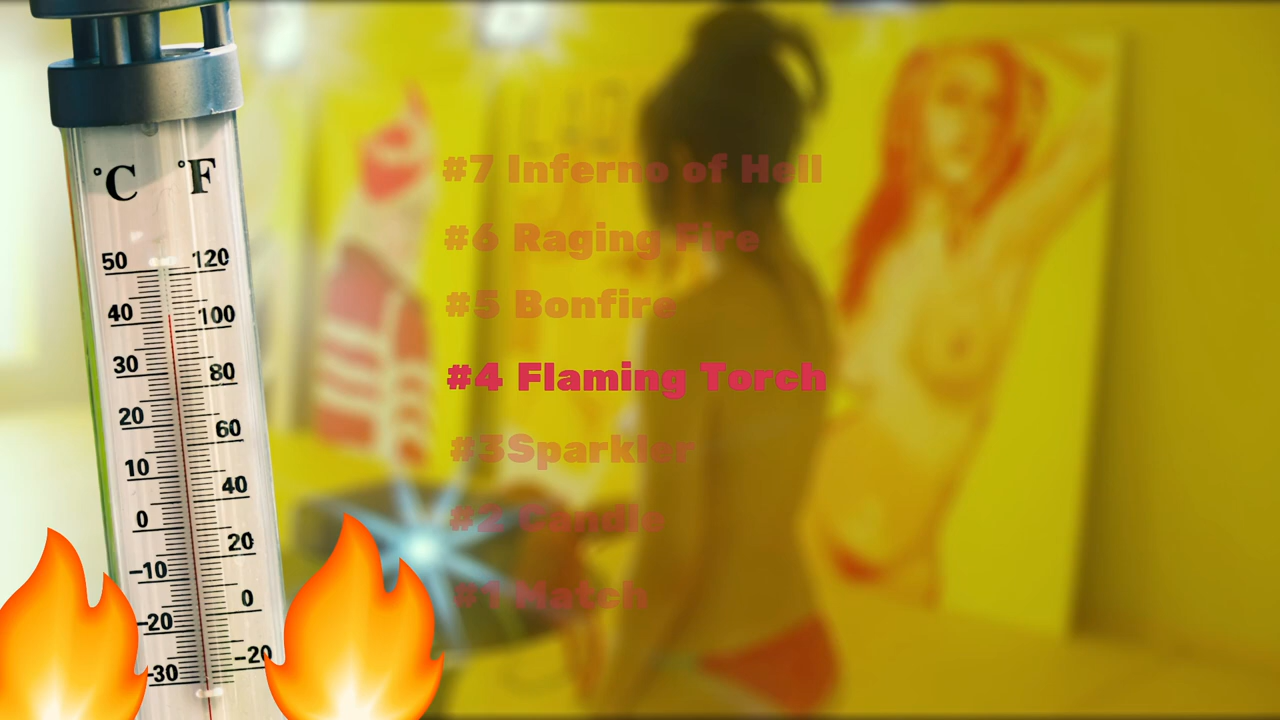 °C °F
50 120
40 100
30 80
20 60
10 40
0 20
-10 0
-20 -20
-30
#7 Inferno of Hell
#6 Raging Fire
#5 Bonfire
#4 Flaming Torch
#3Sparkler
#2 Candle
#1 Match